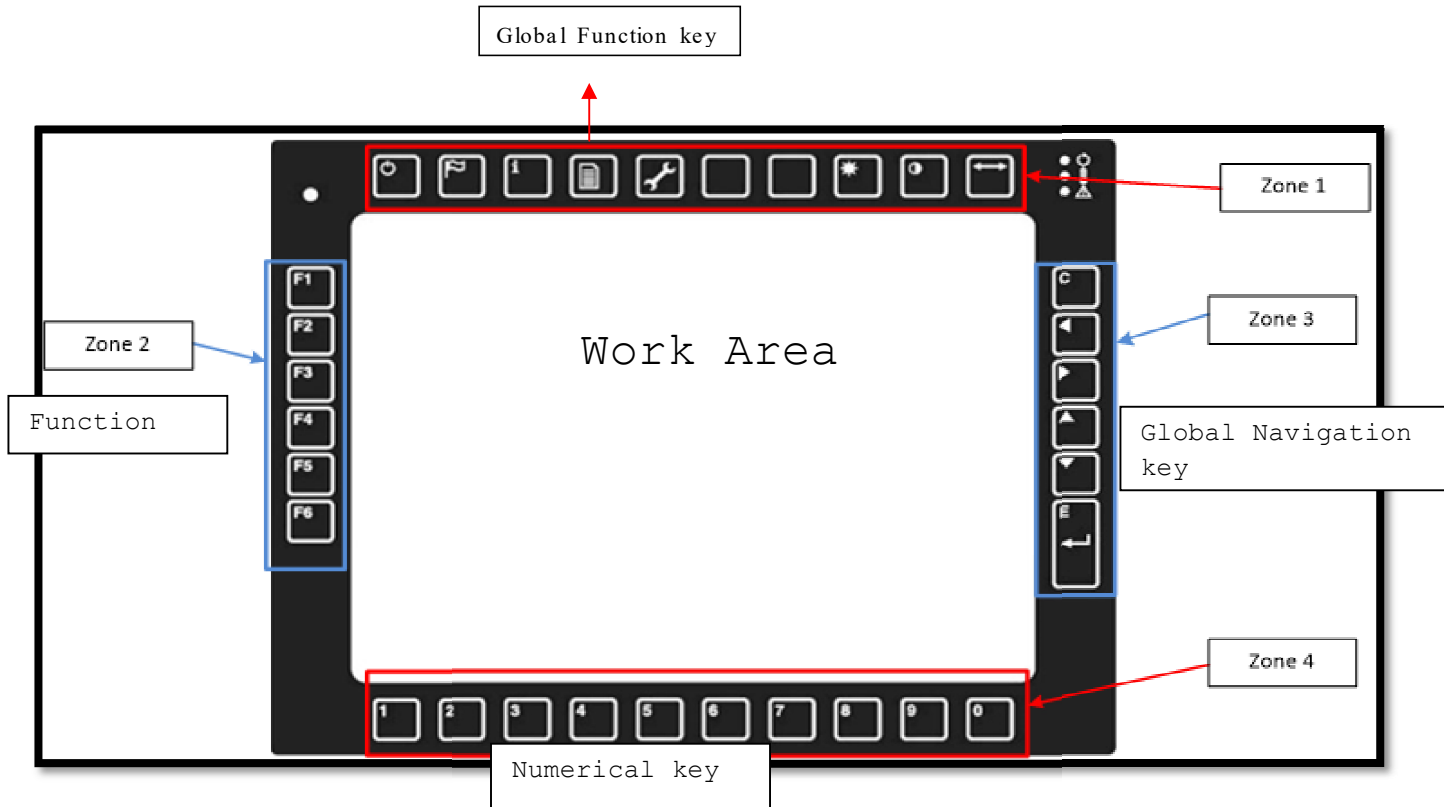 Global Function key
i
Zone 1
F1
C
F2
Zone 2
Work Area
Zone 3
F3
Function
F4
Global Navigation
key
F5
F6
E
Zone 4
1 2 3 4 5 6 7 8 9 0
Numerical key